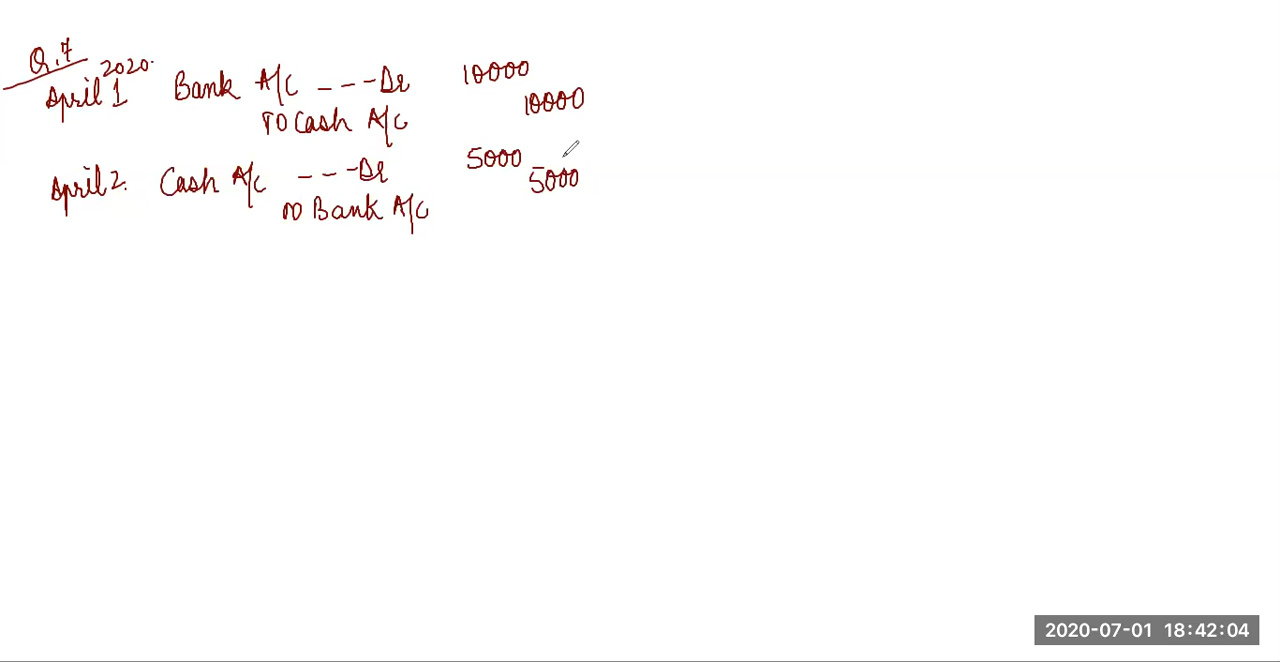 Q.7
2020.
April 1 Bank A/C - - - Dr 10000
To Cash A/C 10000
April 2. Cash A/C - - - Dr 5000
To Bank A/C 5000
2020-07-01 18:42:04